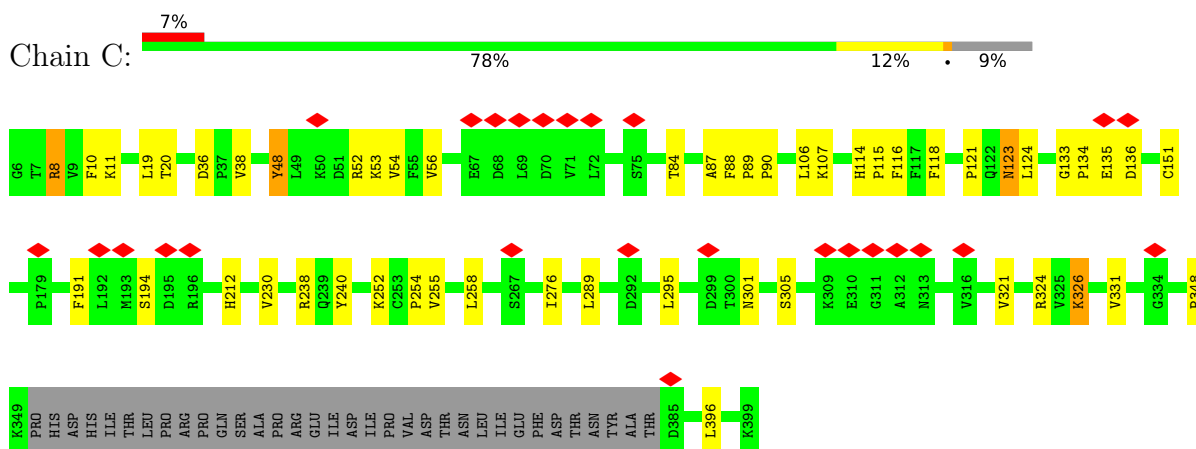 7%
Chain C:
78% 12% • 9%
G6 T7 R8 V9 F10 K11 L19 T20 D36 P37 V38 Y48 L49 K50 D51 R52 K53 V54 F55 V56 E67 D68 L69 D70 V71 L72 S75 T84 A87 F88 P89 P90 L106 K107 H114 P115 F116 F117 F118 P121 Q122 N123 L124 G133 P134 E135 D136 C151
P179 F191 L192 M193 S194 D195 R196 H212 V230 R238 Q239 Y240 K252 C253 P254 V255 L258 S267 I276 L289 D292 L295 D299 T300 N301 S305 K309 E310 G311 A312 N313 V316 V321 R324 V325 K326 V331 G334 P348
K349 PRO HIS ASP HIS ILE THR LEU PRO ARG PRO GLN SER ALA PRO ARG GLU ILE ASP ILE PRO VAL ASP THR ASN LEU ILE GLU PHE ASP THR ASN TYR ALA THR D385 L396 K399